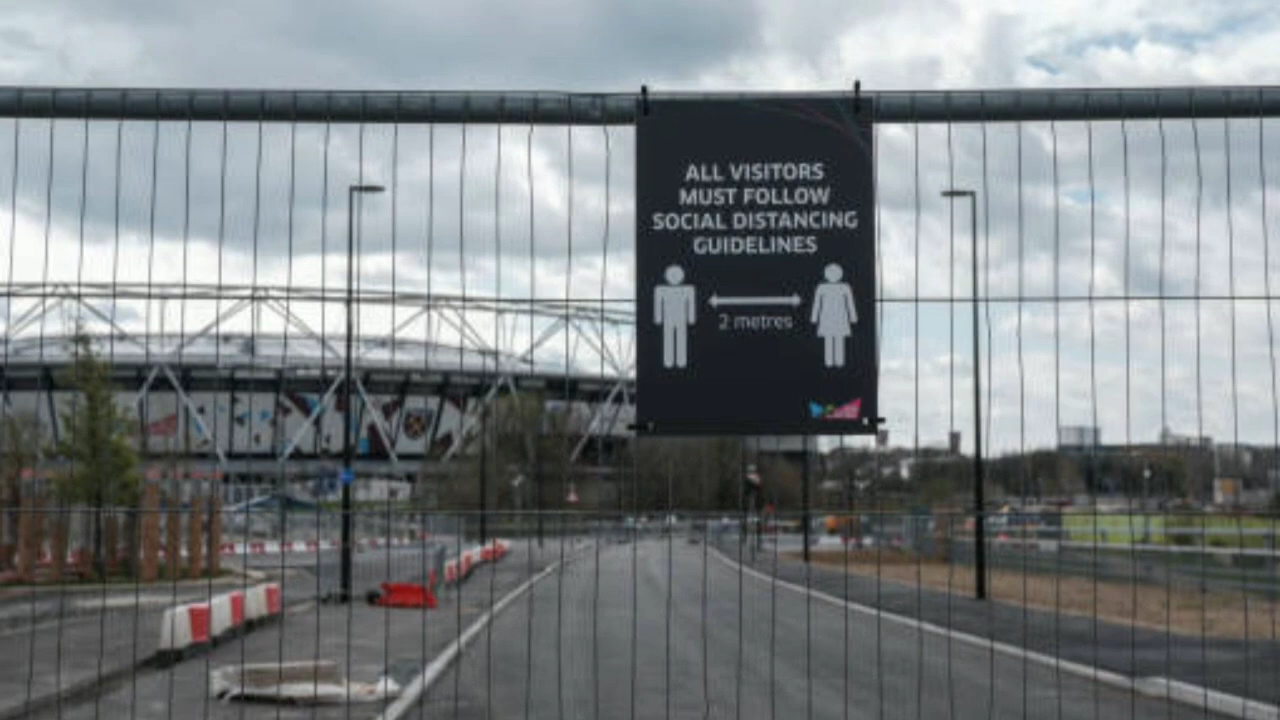 ALL VISITORS
MUST FOLLOW
SOCIAL DISTANCING
GUIDELINES
2 metres